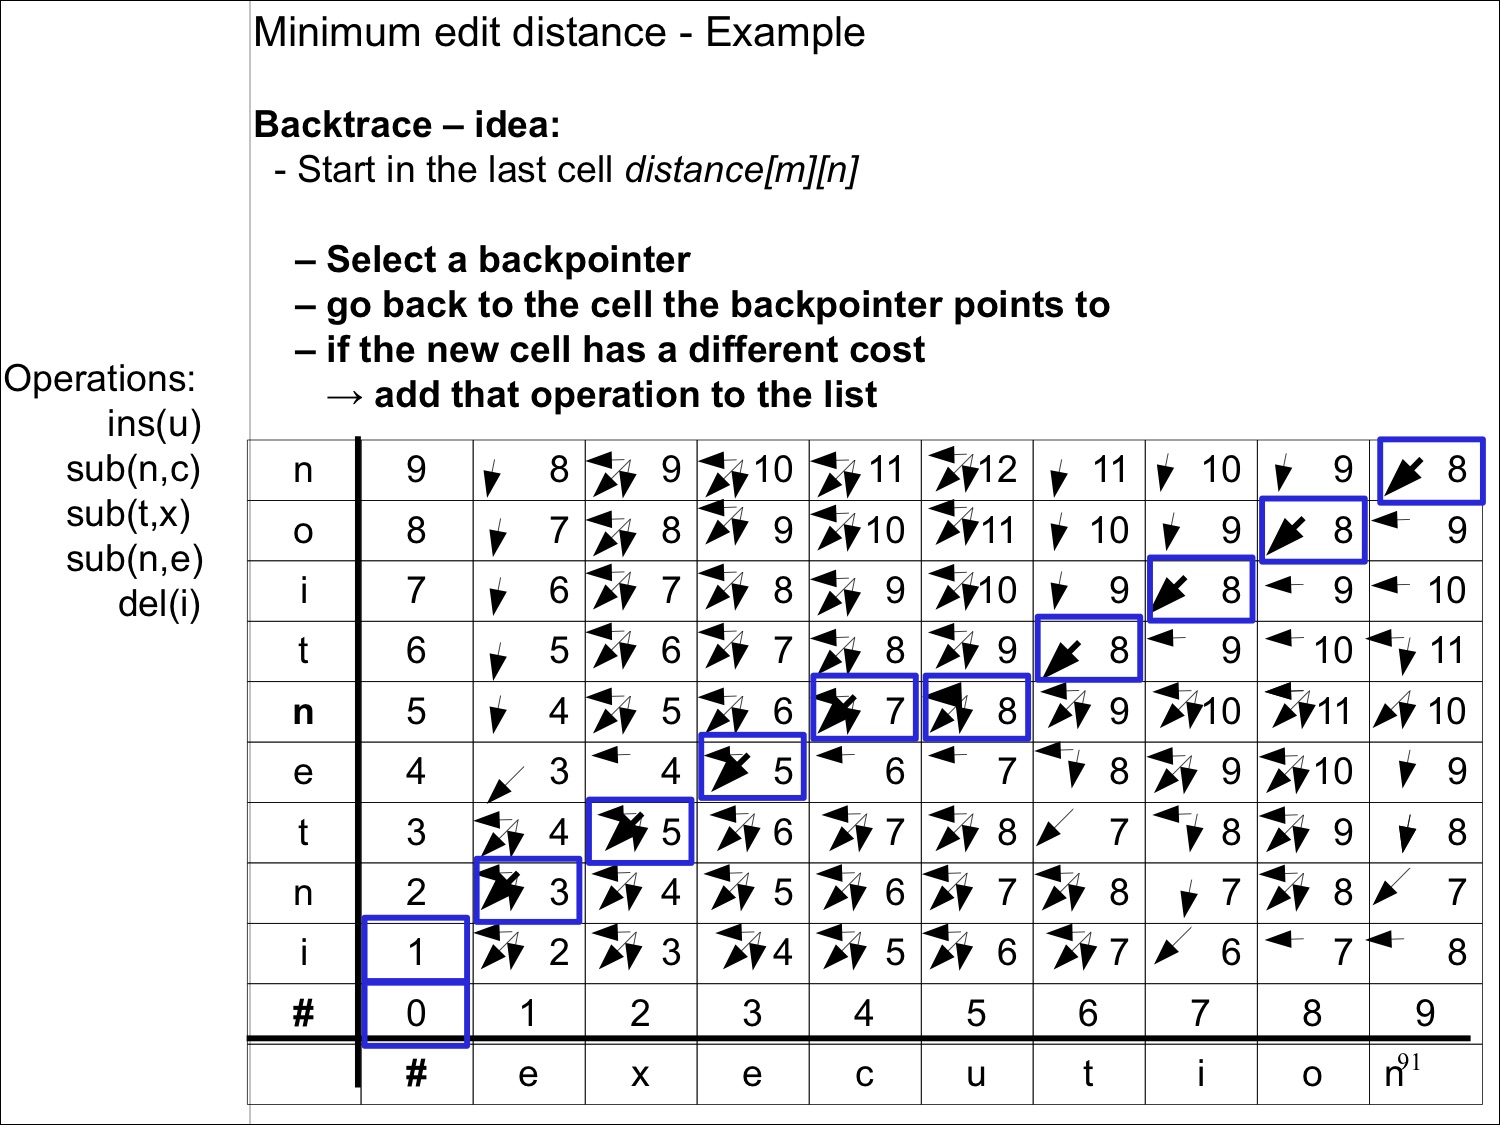 Minimum edit distance - Example
Backtrace – idea:
- Start in the last cell distance[m][n]
– Select a backpointer
– go back to the cell the backpointer points to
– if the new cell has a different cost
→ add that operation to the list
Operations:
ins(u)
sub(n,c)
sub(t,x)
sub(n,e)
del(i)
n 9 8 9 10 11 12 11 10 9 8
o 8 7 8 9 10 11 10 9 8 9
i 7 6 7 8 9 10 9 8 9 10
t 6 5 6 7 8 9 8 9 10 11
n 5 4 5 6 7 8 9 10 11 10
e 4 3 4 5 6 7 8 9 10 9
t 3 4 5 6 7 8 7 8 9 8
n 2 3 4 5 6 7 8 7 8 7
i 1 2 3 4 5 6 7 6 7 8
# 0 1 2 3 4 5 6 7 8 9
# e x e c u t i o n
91